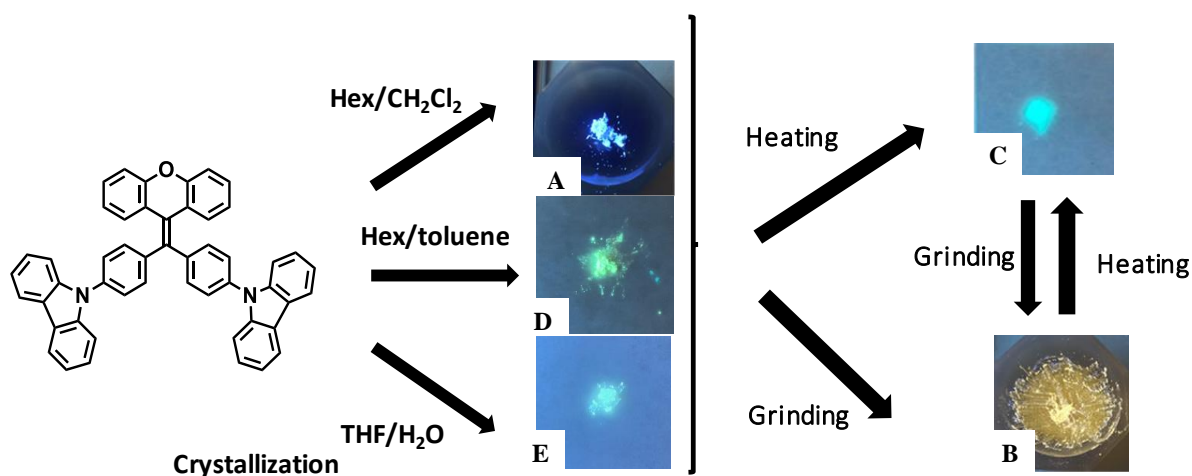 Hex/CH₂Cl₂
A
Heating
C
O
Hex/toluene
Grinding
Heating
N
N
D
THF/H₂O
E
Grinding
B
Crystallization